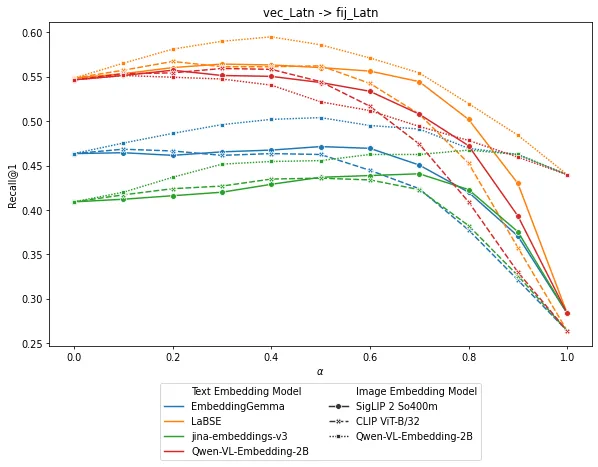 vec_Latn -> fij_Latn
0.60
0.55
0.50
0.45
0.40
0.35
0.30
0.25
Recall@1
0.0 0.2 0.4 0.6 0.8 1.0
α
Text Embedding Model Image Embedding Model
EmbeddingGemma SigLIP 2 So400m
LaBSE CLIP ViT-B/32
jina-embeddings-v3 Qwen-VL-Embedding-2B
Qwen-VL-Embedding-2B